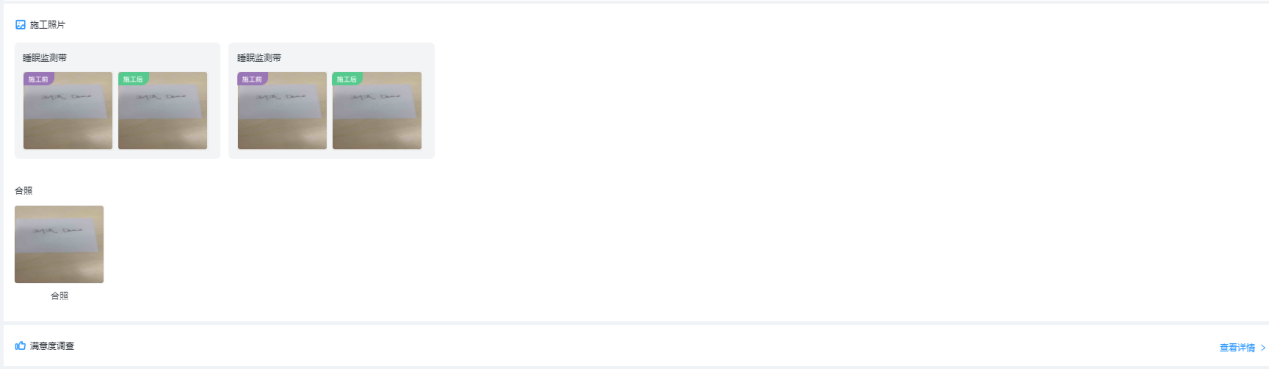 施工照片
睡眠监测带
睡眠监测带
施工前
施工后
施工前
施工后
合照
合照
满意度调查
查看详情 >